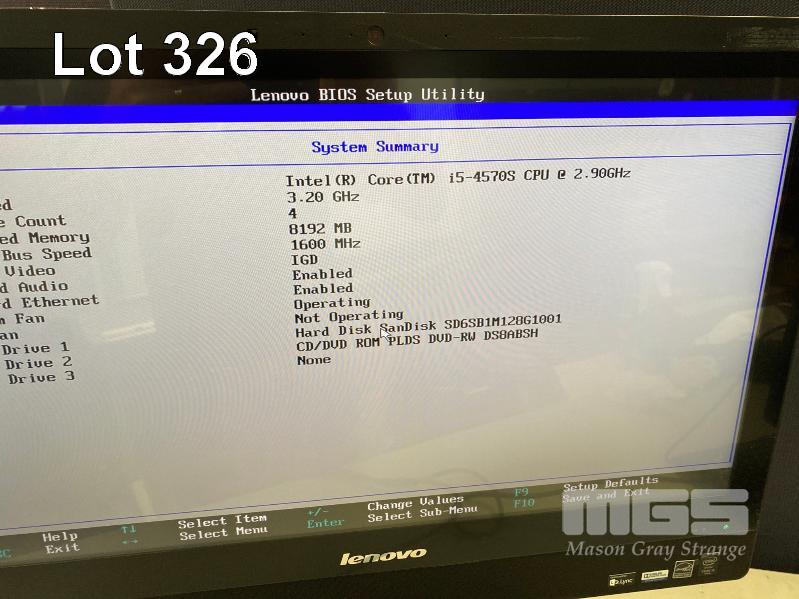 Lot 326
Lenovo BIOS Setup Utility
System Summary
Intel(R) Core(TM) i5-4570S CPU @ 2.90GHz
ed 3.20 GHz
e Count 4
ed Memory 8192 MB
Bus Speed 1600 MHz
Video IGD
d Audio Enabled
d Ethernet Enabled
m Fan Operating
an Not Operating
Drive 1 Hard Disk SanDisk SD6SB1M128G1001
Drive 2 CD/DVD ROM PLDS DVD-RW DS8ABSH
Drive 3 None
Help ↑↓ Select Item +/- Change Values F9 Setup Defaults
SC Exit ←→ Select Menu Enter Select Sub-Menu F10 Save and Exit
MGS
Mason Gray Strange
lenovo
Lync